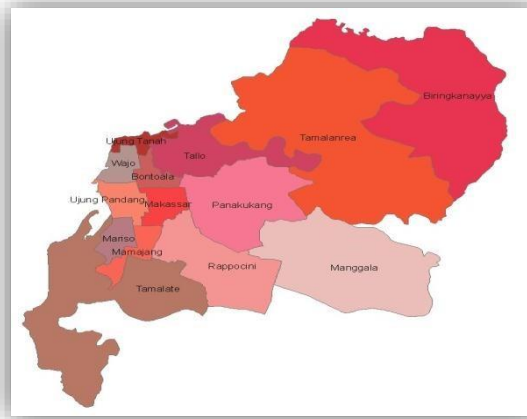 Biringkanayya
Tamalanrea
Ujung Tanah
Tallo
Wajo
Bontoala
Panakukang
Ujung Pandang
Makassar
Mariso
Mamajang
Rappocini
Manggala
Tamalate